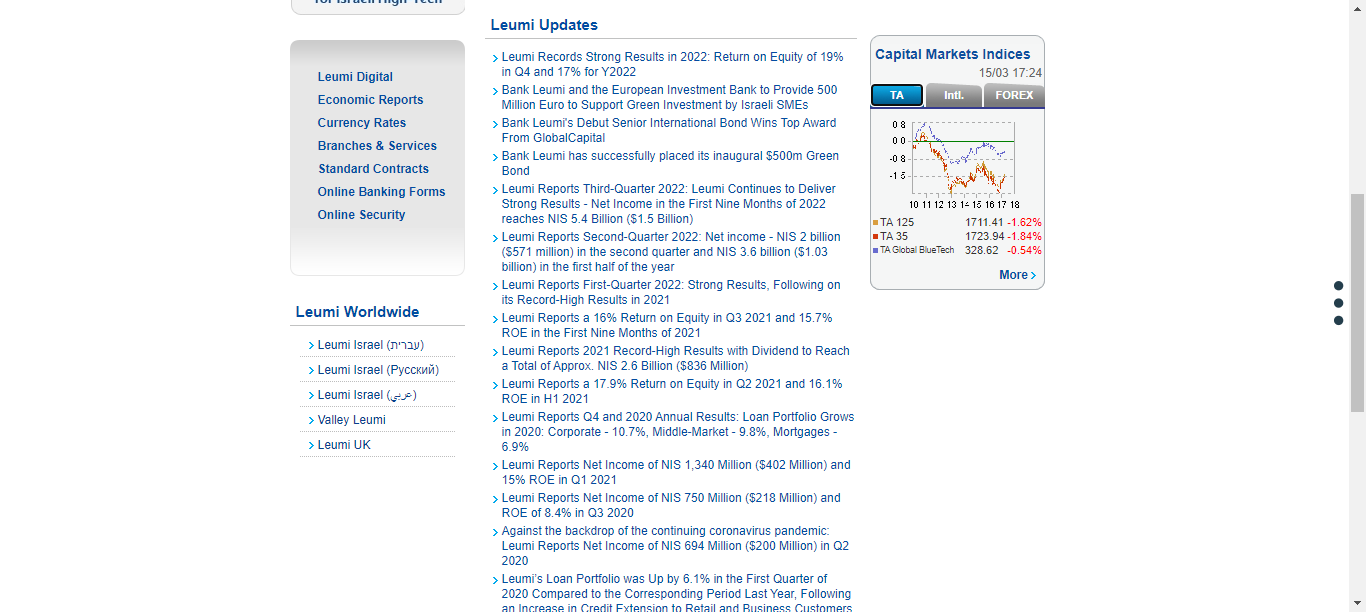 for Israeli High-Tech
Leumi Digital
Economic Reports
Currency Rates
Branches & Services
Standard Contracts
Online Banking Forms
Online Security
Leumi Worldwide
Leumi Israel (עברית)
Leumi Israel (Русский)
Leumi Israel (عربي)
Valley Leumi
Leumi UK
Leumi Updates
Leumi Records Strong Results in 2022: Return on Equity of 19%
in Q4 and 17% for Y2022
Bank Leumi and the European Investment Bank to Provide 500
Million Euro to Support Green Investment by Israeli SMEs
Bank Leumi's Debut Senior International Bond Wins Top Award
From GlobalCapital
Bank Leumi has successfully placed its inaugural $500m Green
Bond
Leumi Reports Third-Quarter 2022: Leumi Continues to Deliver
Strong Results - Net Income in the First Nine Months of 2022
reaches NIS 5.4 Billion ($1.5 Billion)
Leumi Reports Second-Quarter 2022: Net income - NIS 2 billion
($571 million) in the second quarter and NIS 3.6 billion ($1.03
billion) in the first half of the year
Leumi Reports First-Quarter 2022: Strong Results, Following on
its Record-High Results in 2021
Leumi Reports a 16% Return on Equity in Q3 2021 and 15.7%
ROE in the First Nine Months of 2021
Leumi Reports 2021 Record-High Results with Dividend to Reach
a Total of Approx. NIS 2.6 Billion ($836 Million)
Leumi Reports a 17.9% Return on Equity in Q2 2021 and 16.1%
ROE in H1 2021
Leumi Reports Q4 and 2020 Annual Results: Loan Portfolio Grows
in 2020: Corporate - 10.7%, Middle-Market - 9.8%, Mortgages -
6.9%
Leumi Reports Net Income of NIS 1,340 Million ($402 Million) and
15% ROE in Q1 2021
Leumi Reports Net Income of NIS 750 Million ($218 Million) and
ROE of 8.4% in Q3 2020
Against the backdrop of the continuing coronavirus pandemic:
Leumi Reports Net Income of NIS 694 Million ($200 Million) in Q2
2020
Leumi's Loan Portfolio was Up by 6.1% in the First Quarter of
2020 Compared to the Corresponding Period Last Year, Following
an Increase in Credit Extension to Retail and Business Customers
Capital Markets Indices
15/03 17:24
TA Intl. FOREX
0 8
0 0
-0 8
-1 5
10 11 12 13 14 15 16 17 18
TA 125 1711.41 -1.62%
TA 35 1723.94 -1.84%
TA Global BlueTech 328.62 -0.54%
More